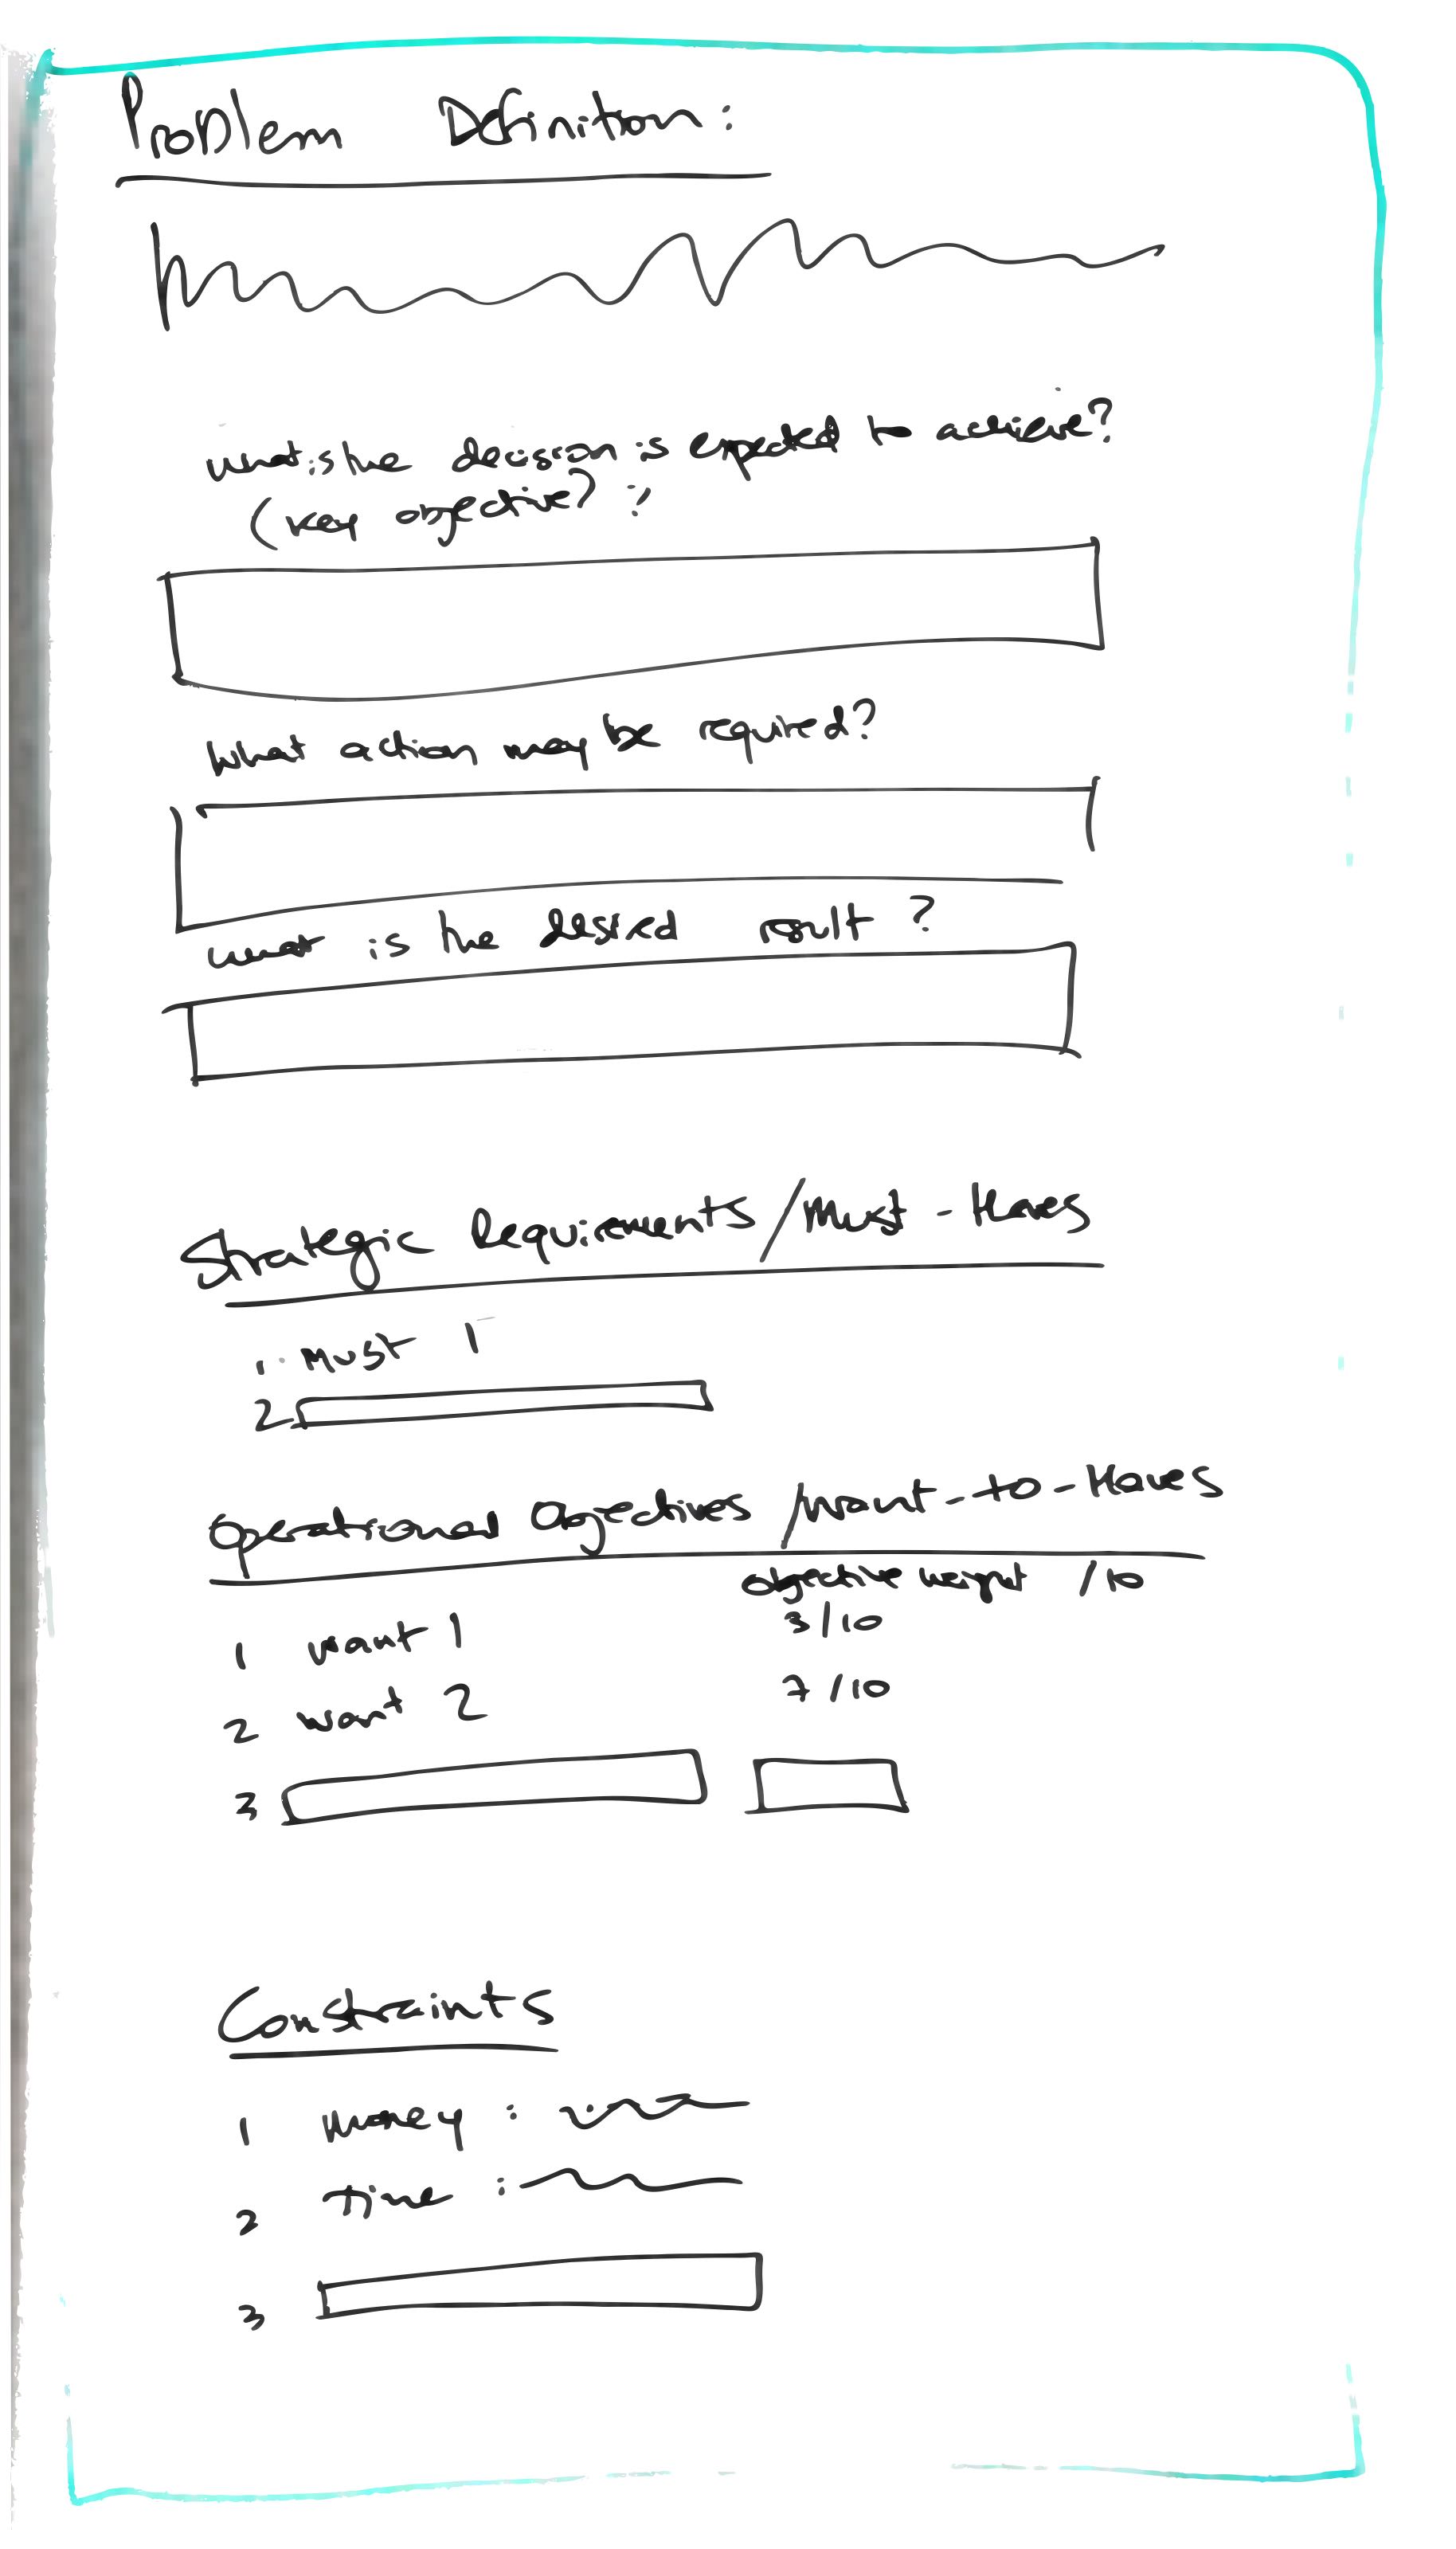 Problem Definition:
what is the decision is expected to achieve?
(key objective? :
What action may be required?
what is the desired result ?
Strategic Requirements/Must-Haves
1. Must 1
2
Operational Objectives /Want-to-Haves
objective weight /10
1 want 1 3/10
2 want 2 7/10
3
Constraints
1 money :
2 time :
3